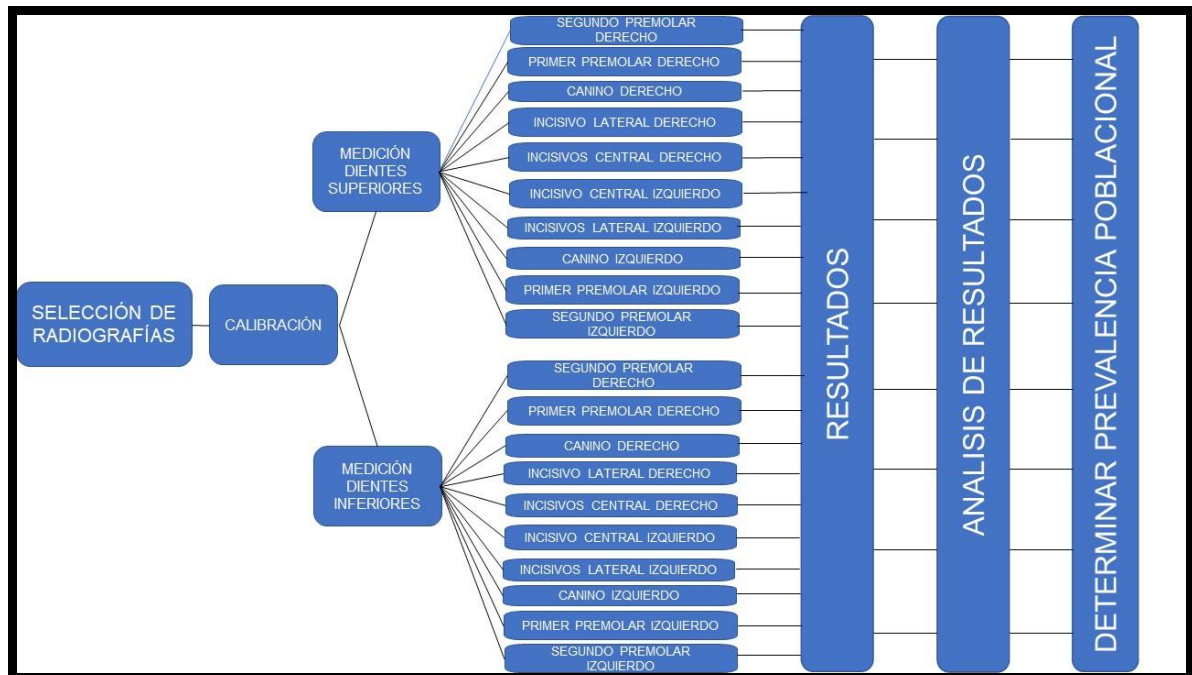 SELECCIÓN DE
RADIOGRAFÍAS
CALIBRACIÓN
MEDICIÓN
DIENTES
SUPERIORES
SEGUNDO PREMOLAR
DERECHO
PRIMER PREMOLAR DERECHO
CANINO DERECHO
INCISIVO LATERAL DERECHO
INCISIVOS CENTRAL DERECHO
INCISIVO CENTRAL IZQUIERDO
INCISIVOS LATERAL IZQUIERDO
CANINO IZQUIERDO
PRIMER PREMOLAR IZQUIERDO
SEGUNDO PREMOLAR
IZQUIERDO
MEDICIÓN
DIENTES
INFERIORES
SEGUNDO PREMOLAR
DERECHO
PRIMER PREMOLAR DERECHO
CANINO DERECHO
INCISIVO LATERAL DERECHO
INCISIVOS CENTRAL DERECHO
INCISIVO CENTRAL IZQUIERDO
INCISIVOS LATERAL IZQUIERDO
CANINO IZQUIERDO
PRIMER PREMOLAR IZQUIERDO
SEGUNDO PREMOLAR
IZQUIERDO
RESULTADOS
ANALISIS DE RESULTADOS
DETERMINAR PREVALENCIA POBLACIONAL